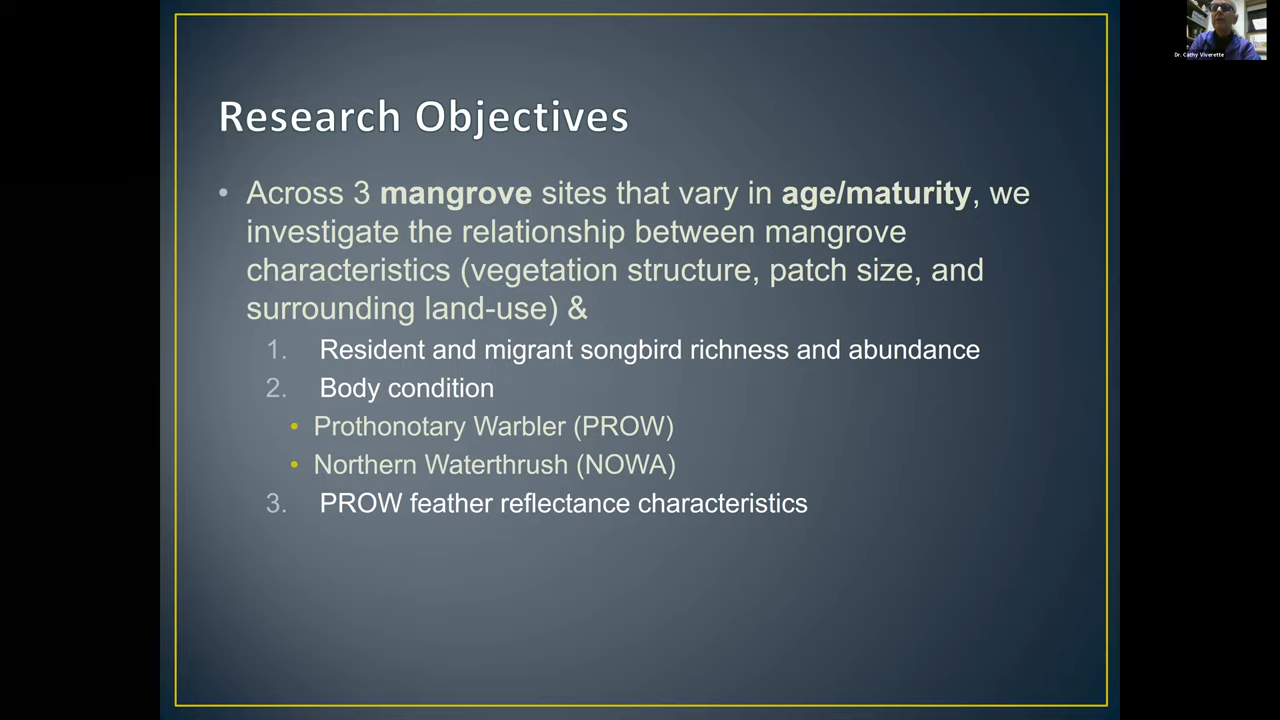 Dr. Cathy Viverette
Research Objectives
• Across 3 mangrove sites that vary in age/maturity, we
investigate the relationship between mangrove
characteristics (vegetation structure, patch size, and
surrounding land-use) &
1. Resident and migrant songbird richness and abundance
2. Body condition
• Prothonotary Warbler (PROW)
• Northern Waterthrush (NOWA)
3. PROW feather reflectance characteristics